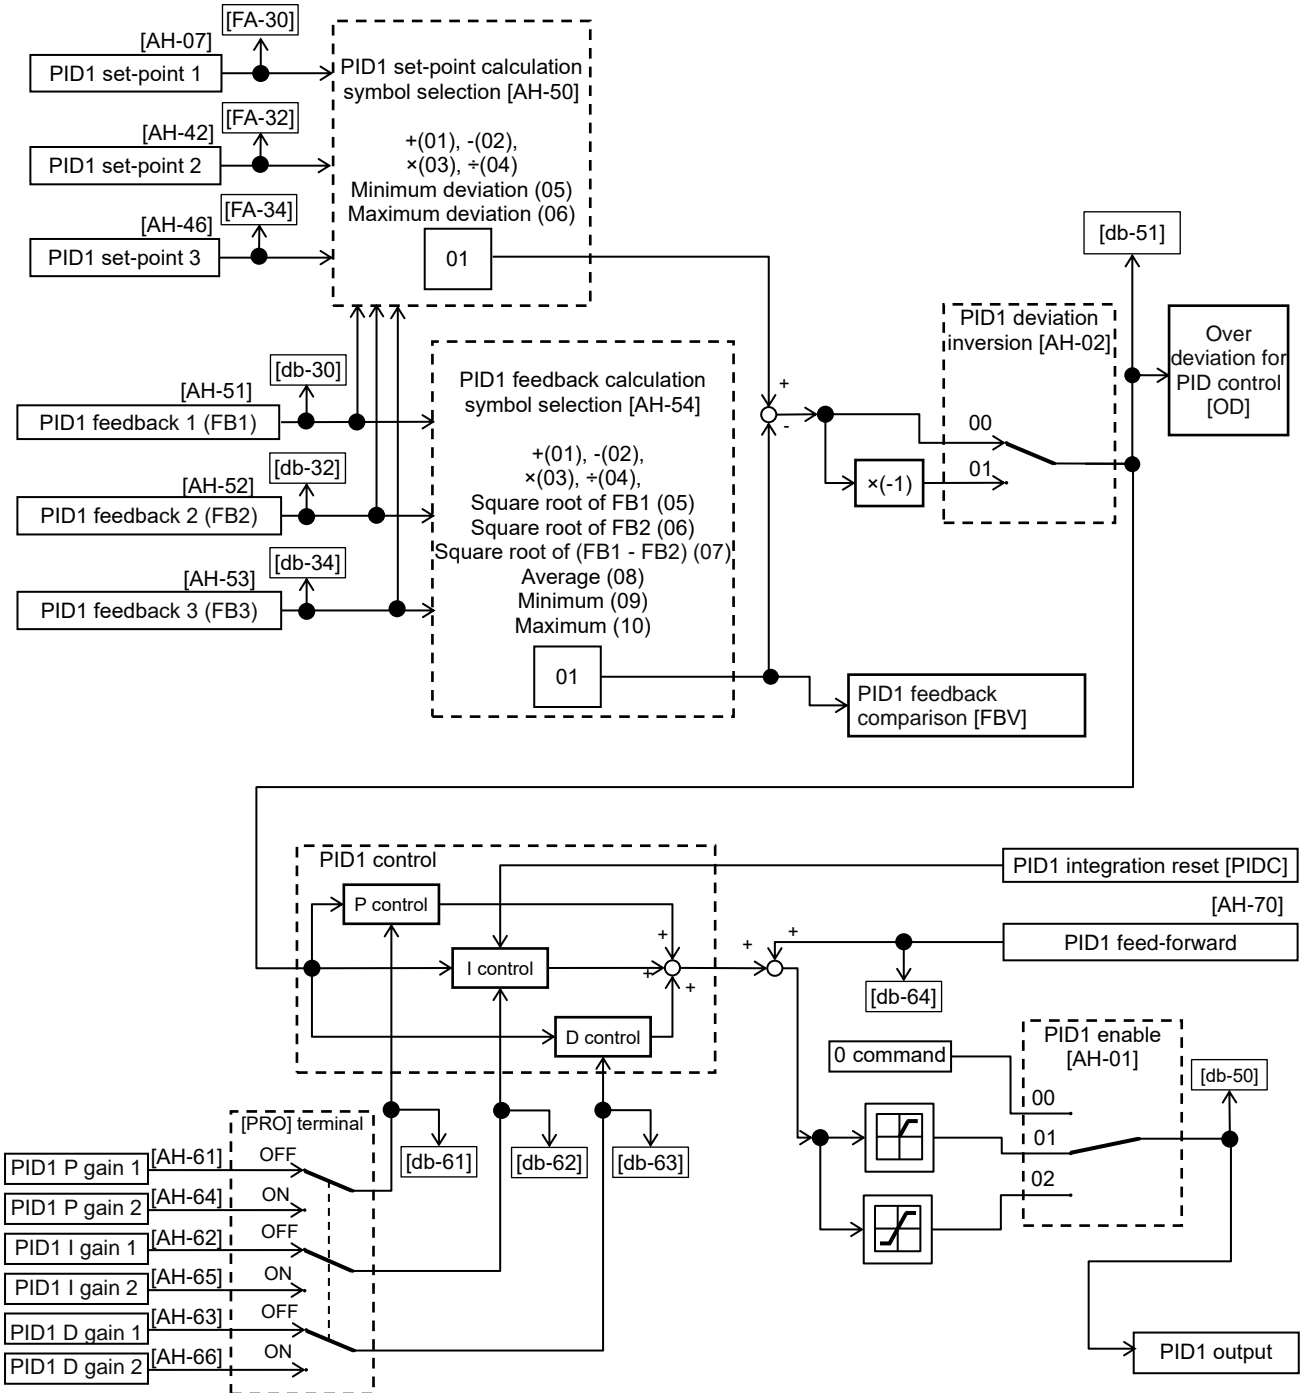 [FA-30]
[AH-07]
PID1 set-point 1
[FA-32]
[AH-42]
PID1 set-point 2
[FA-34]
[AH-46]
PID1 set-point 3
PID1 set-point calculation
symbol selection [AH-50]
+(01), -(02),
×(03), ÷(04)
Minimum deviation (05)
Maximum deviation (06)
01
[db-30]
[AH-51]
PID1 feedback 1 (FB1)
[db-32]
[AH-52]
PID1 feedback 2 (FB2)
[db-34]
[AH-53]
PID1 feedback 3 (FB3)
PID1 feedback calculation
symbol selection [AH-54]
+(01), -(02),
×(03), ÷(04),
Square root of FB1 (05)
Square root of FB2 (06)
Square root of (FB1 - FB2) (07)
Average (08)
Minimum (09)
Maximum (10)
01
+
-
×(-1)
PID1 deviation
inversion [AH-02]
00
01
[db-51]
Over
deviation for
PID control
[OD]
PID1 feedback
comparison [FBV]
PID1 control
P control
I control
D control
+
+
+
PID1 integration reset [PIDC]
[AH-70]
PID1 feed-forward
+
+
[db-64]
0 command
PID1 enable
[AH-01]
00
01
02
[db-50]
PID1 output
[PRO] terminal
[db-61]
[db-62]
[db-63]
PID1 P gain 1
[AH-61]
OFF
PID1 P gain 2
[AH-64]
ON
PID1 I gain 1
[AH-62]
OFF
PID1 I gain 2
[AH-65]
ON
PID1 D gain 1
[AH-63]
OFF
PID1 D gain 2
[AH-66]
ON